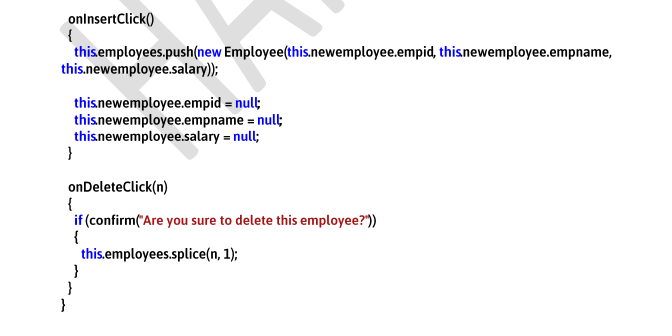 onInsertClick()
{
this.employees.push(new Employee(this.newemployee.empid, this.newemployee.empname,
this.newemployee.salary));
this.newemployee.empid = null;
this.newemployee.empname = null;
this.newemployee.salary = null;
}
onDeleteClick(n)
{
if (confirm("Are you sure to delete this employee?"))
{
this.employees.splice(n, 1);
}
}
}